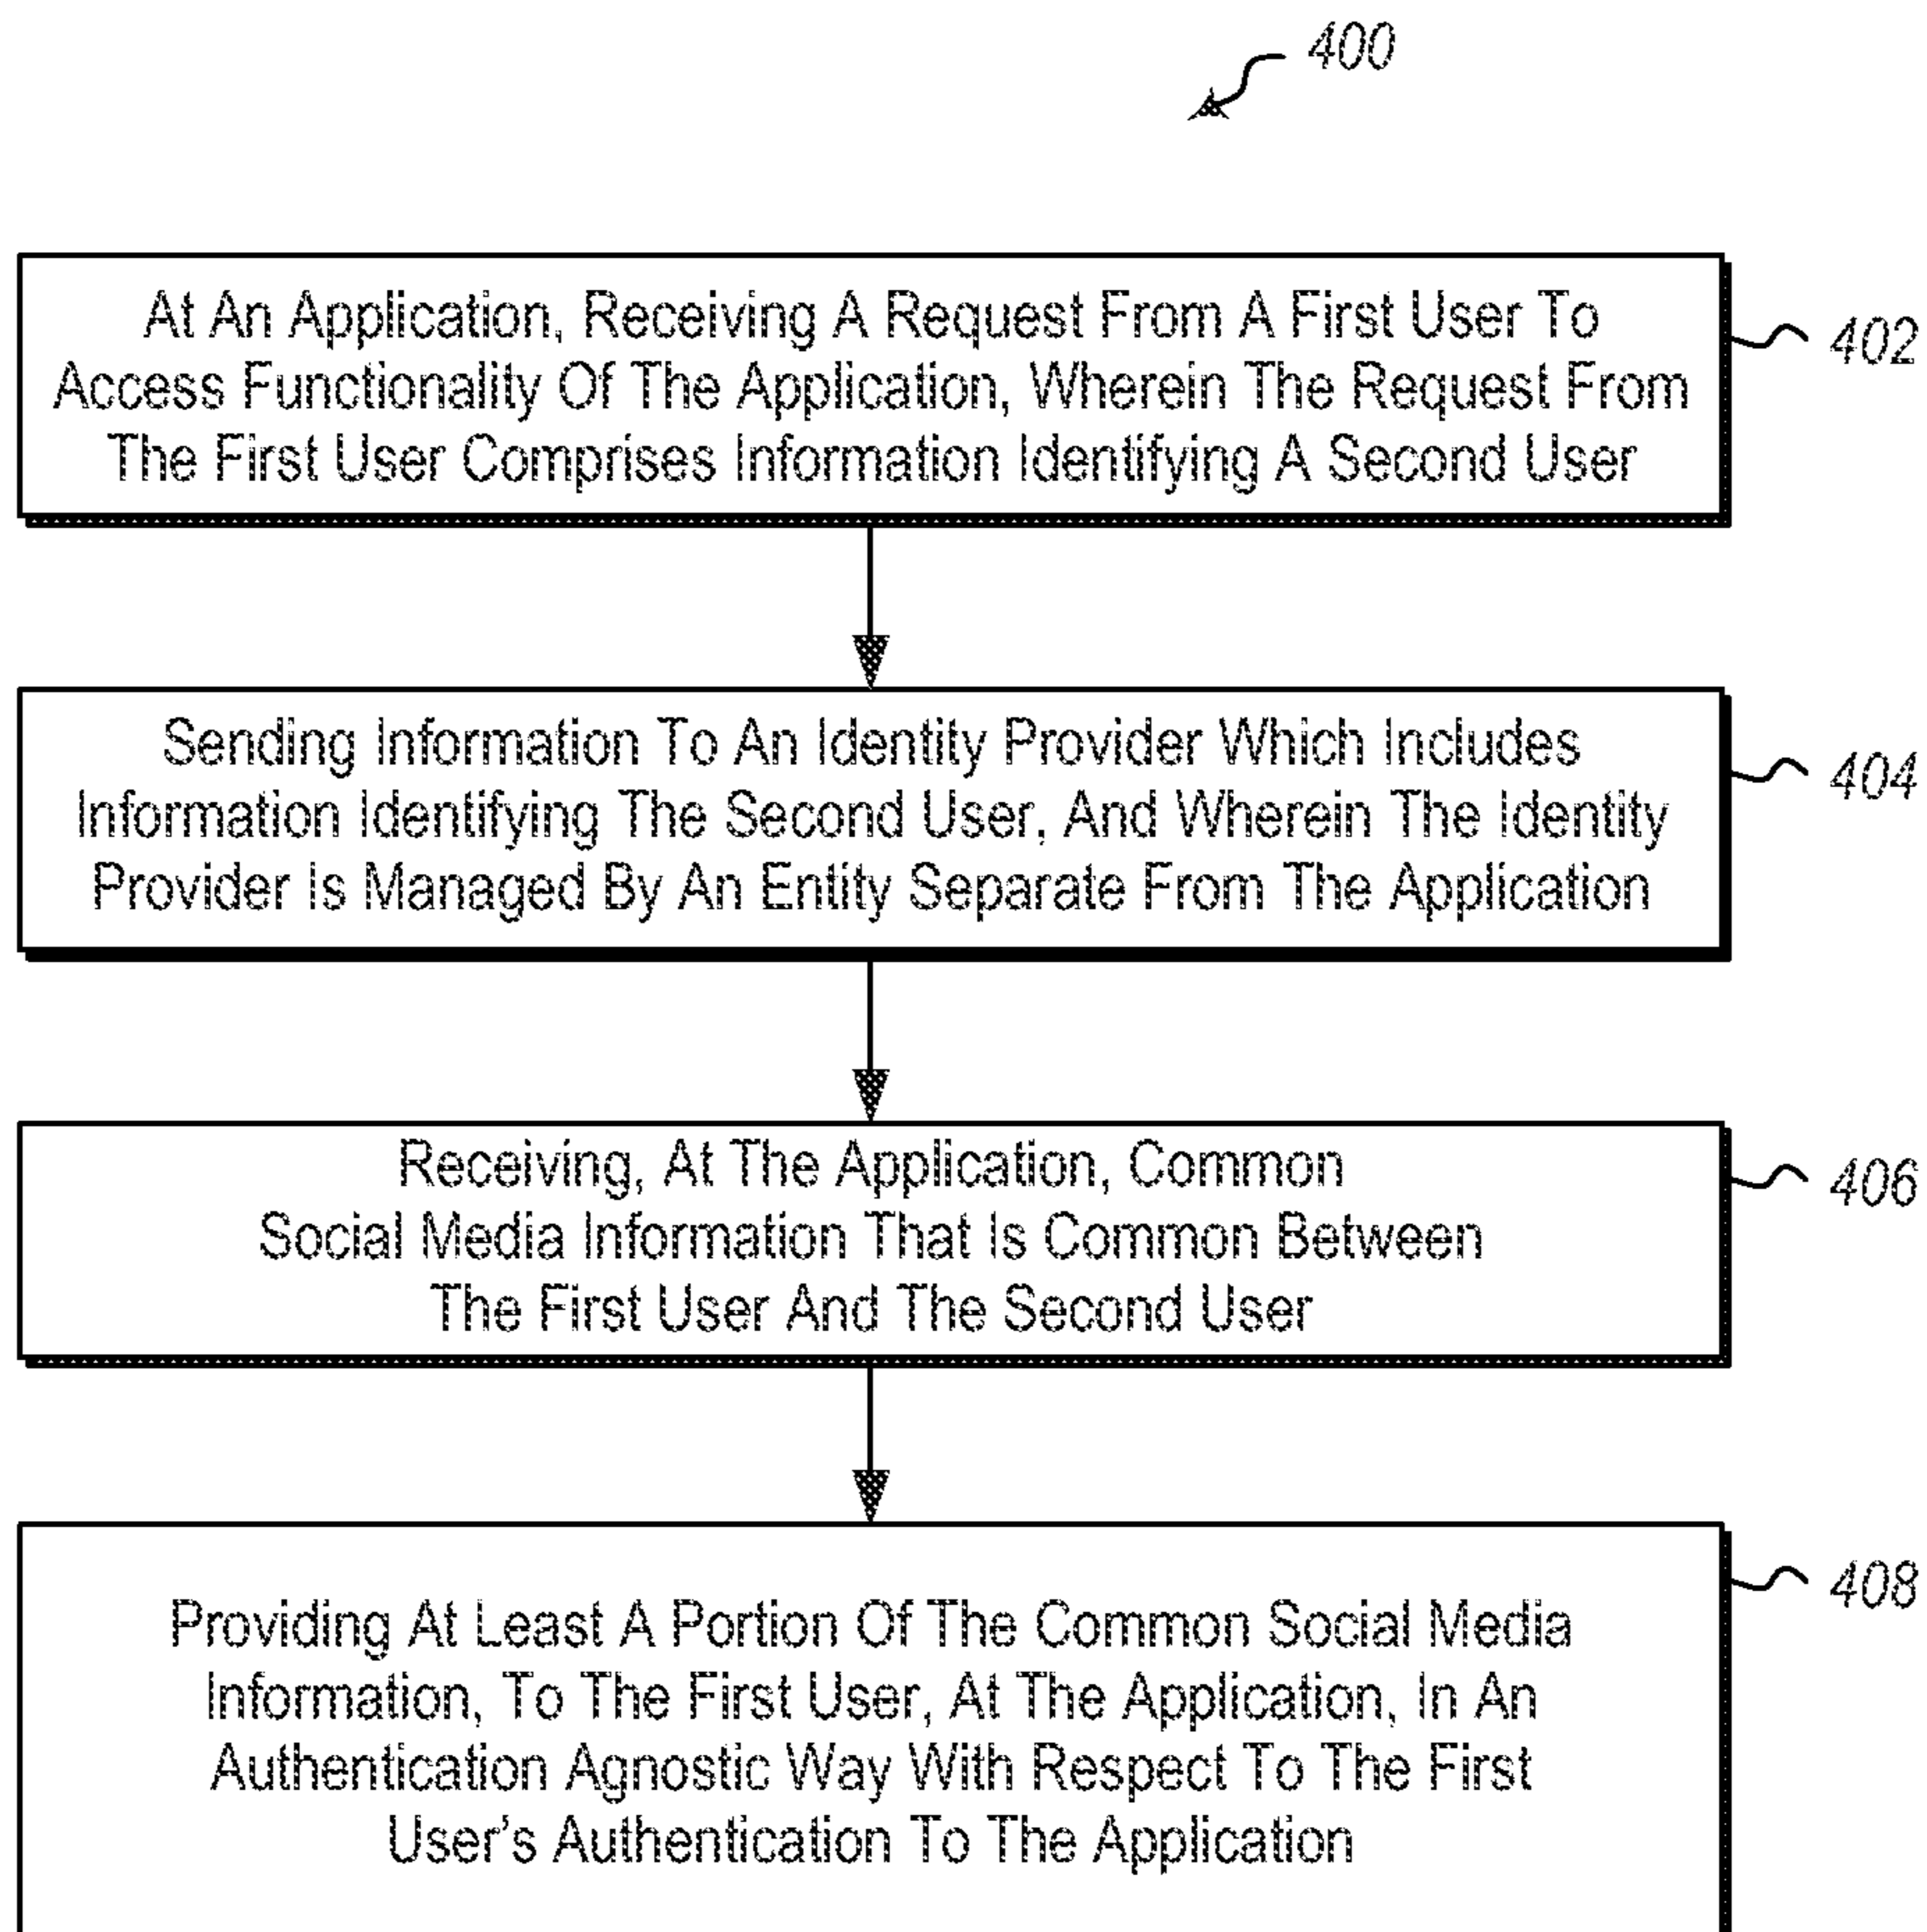 400
At An Application, Receiving A Request From A First User To
Access Functionality Of The Application, Wherein The Request From
The First User Comprises Information Identifying A Second User
402
Sending Information To An Identity Provider Which Includes
Information Identifying The Second User, And Wherein The Identity
Provider Is Managed By An Entity Separate From The Application
404
Receiving, At The Application, Common
Social Media Information That Is Common Between
The First User And The Second User
406
Providing At Least A Portion Of The Common Social Media
Information, To The First User, At The Application, In An
Authentication Agnostic Way With Respect To The First
User's Authentication To The Application
408